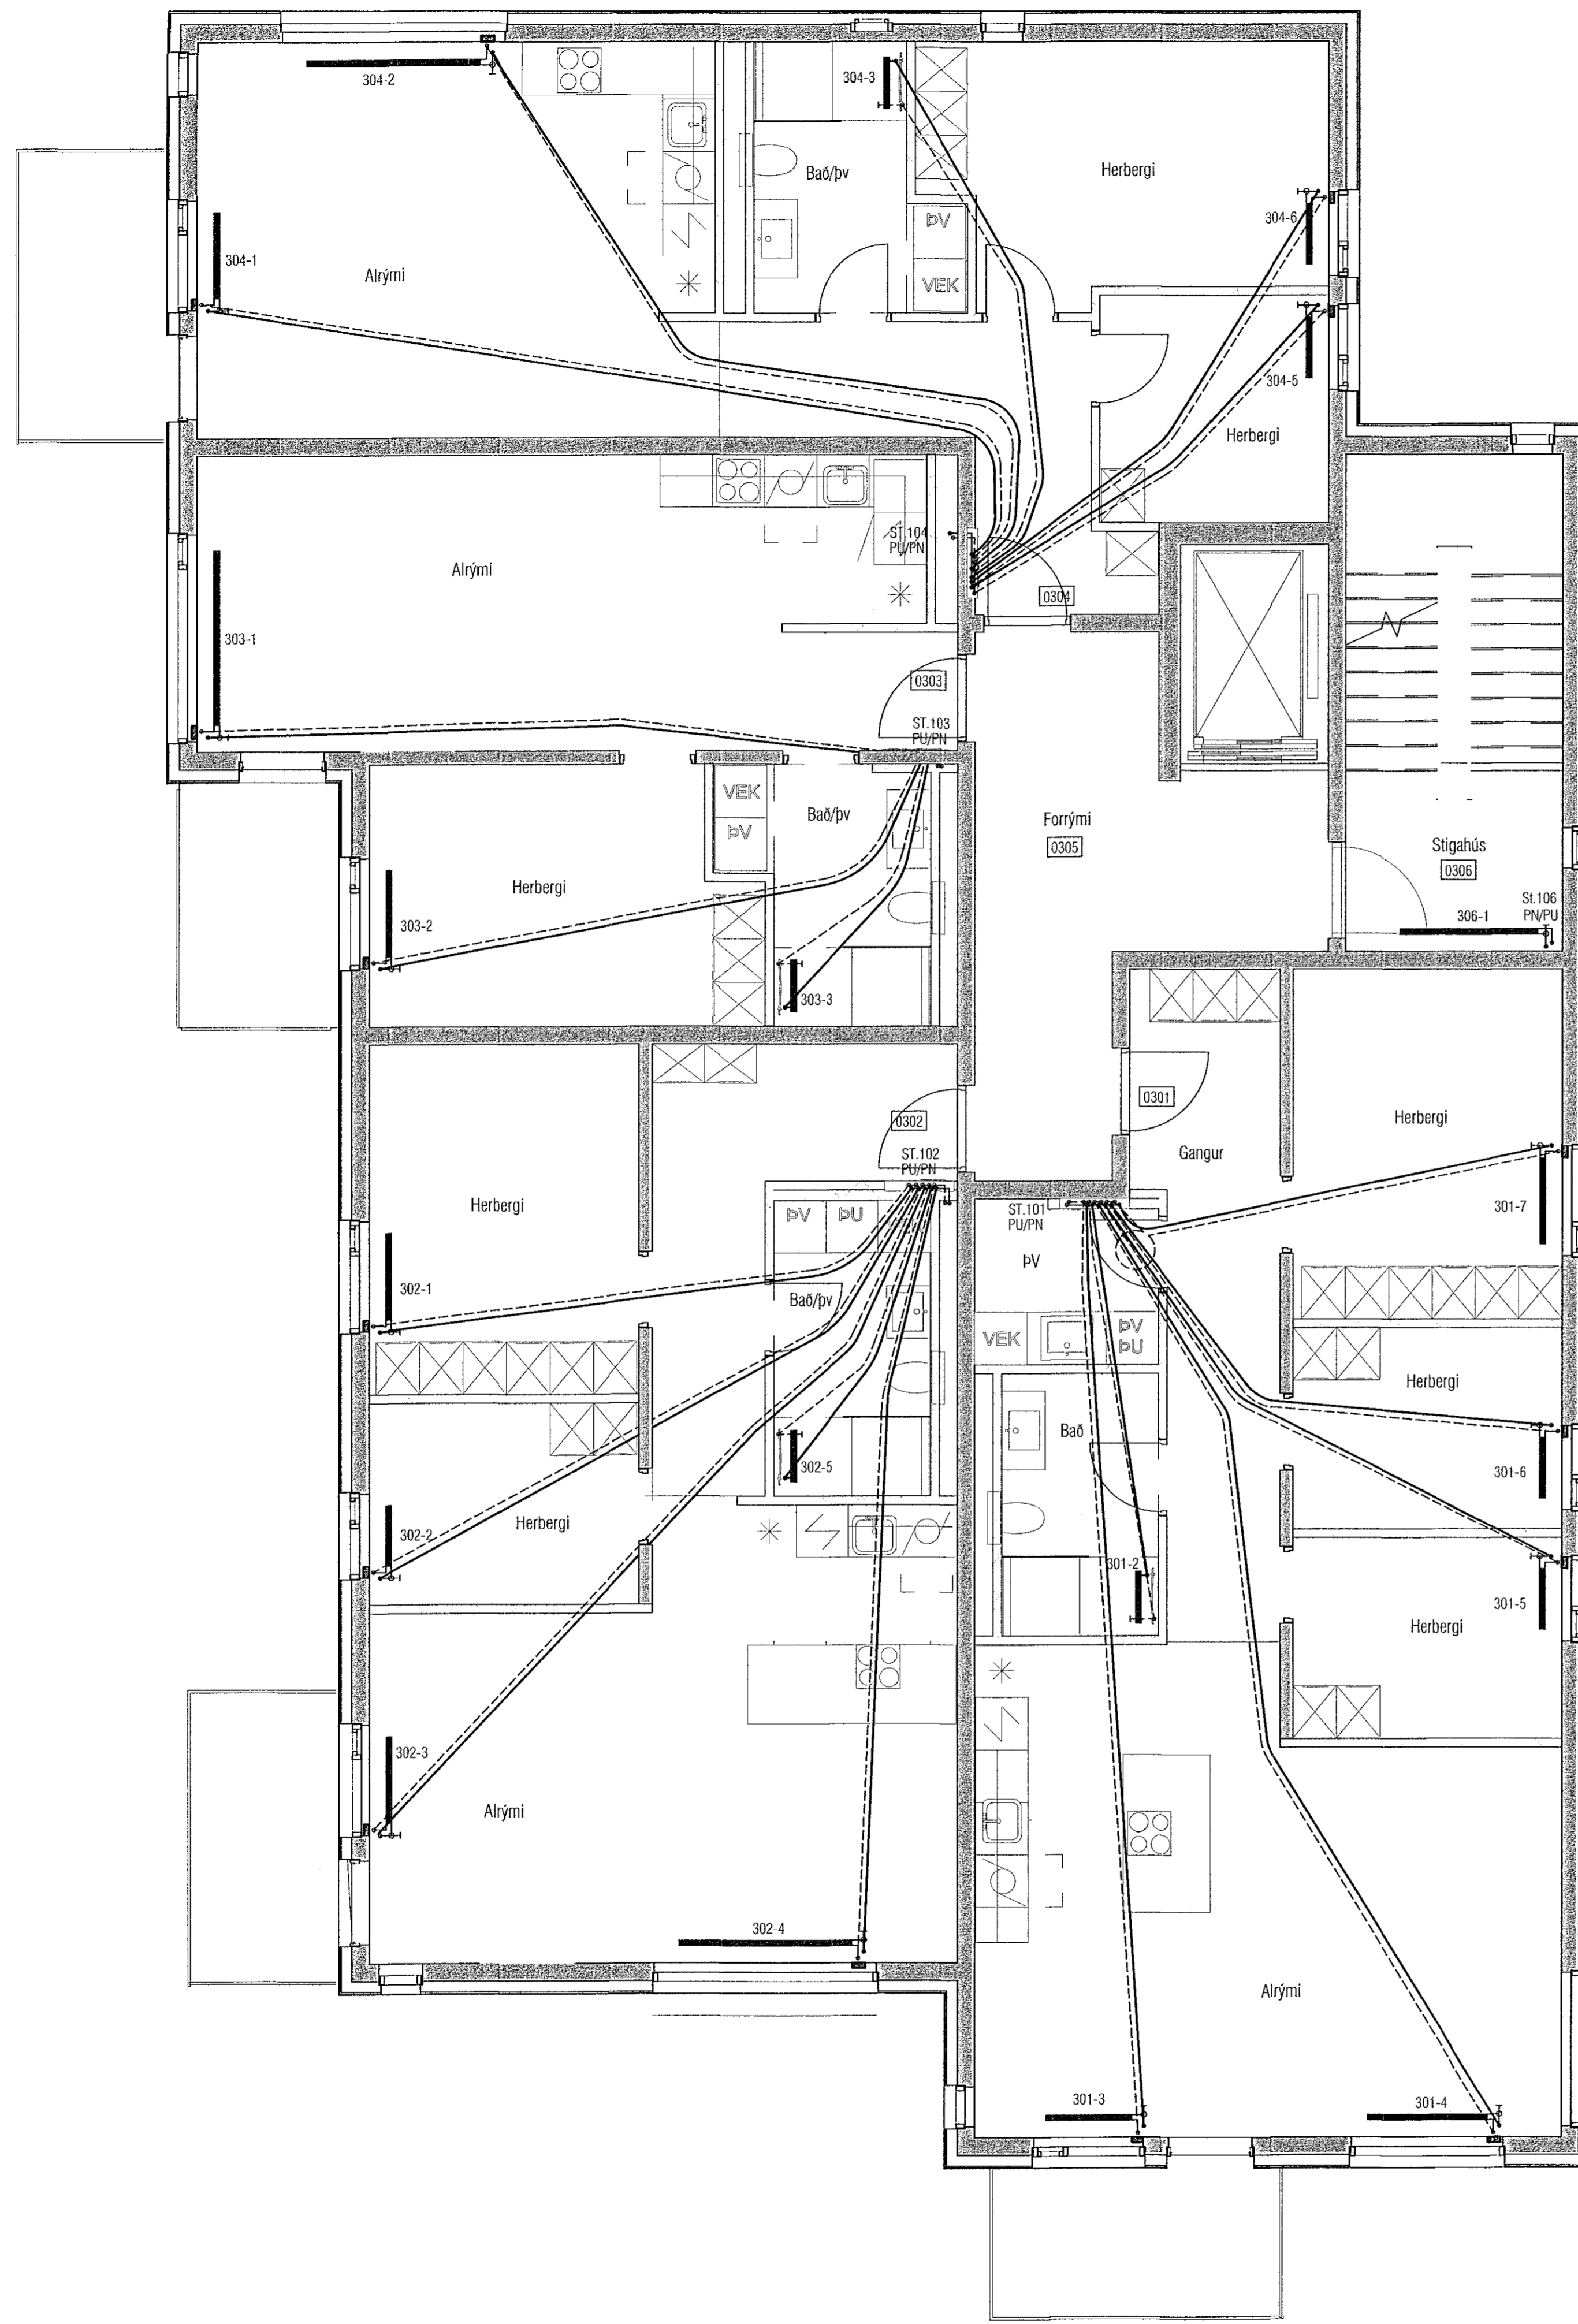 304-2
304-3
Bað/þv
Herbergi
ÞV
VEK
304-6
304-1
Alrými
304-5
Herbergi
ST.104
PU/PN
Alrými
0304
303-1
0303
ST.103
PU/PN
VEK
ÞV
Bað/þv
Forrými
0305
Stigahús
0306
Herbergi
303-2
St.106
PN/PU
306-1
303-3
0301
0302
Herbergi
Gangur
ST.102
PU/PN
Herbergi
ÞV
ÞU
ST.101
PU/PN
301-7
ÞV
302-1
Bað/þv
VEK
ÞV
ÞU
Herbergi
Bað
302-5
301-6
302-2
Herbergi
301-2
301-5
Herbergi
302-3
Alrými
302-4
Alrými
301-3
301-4